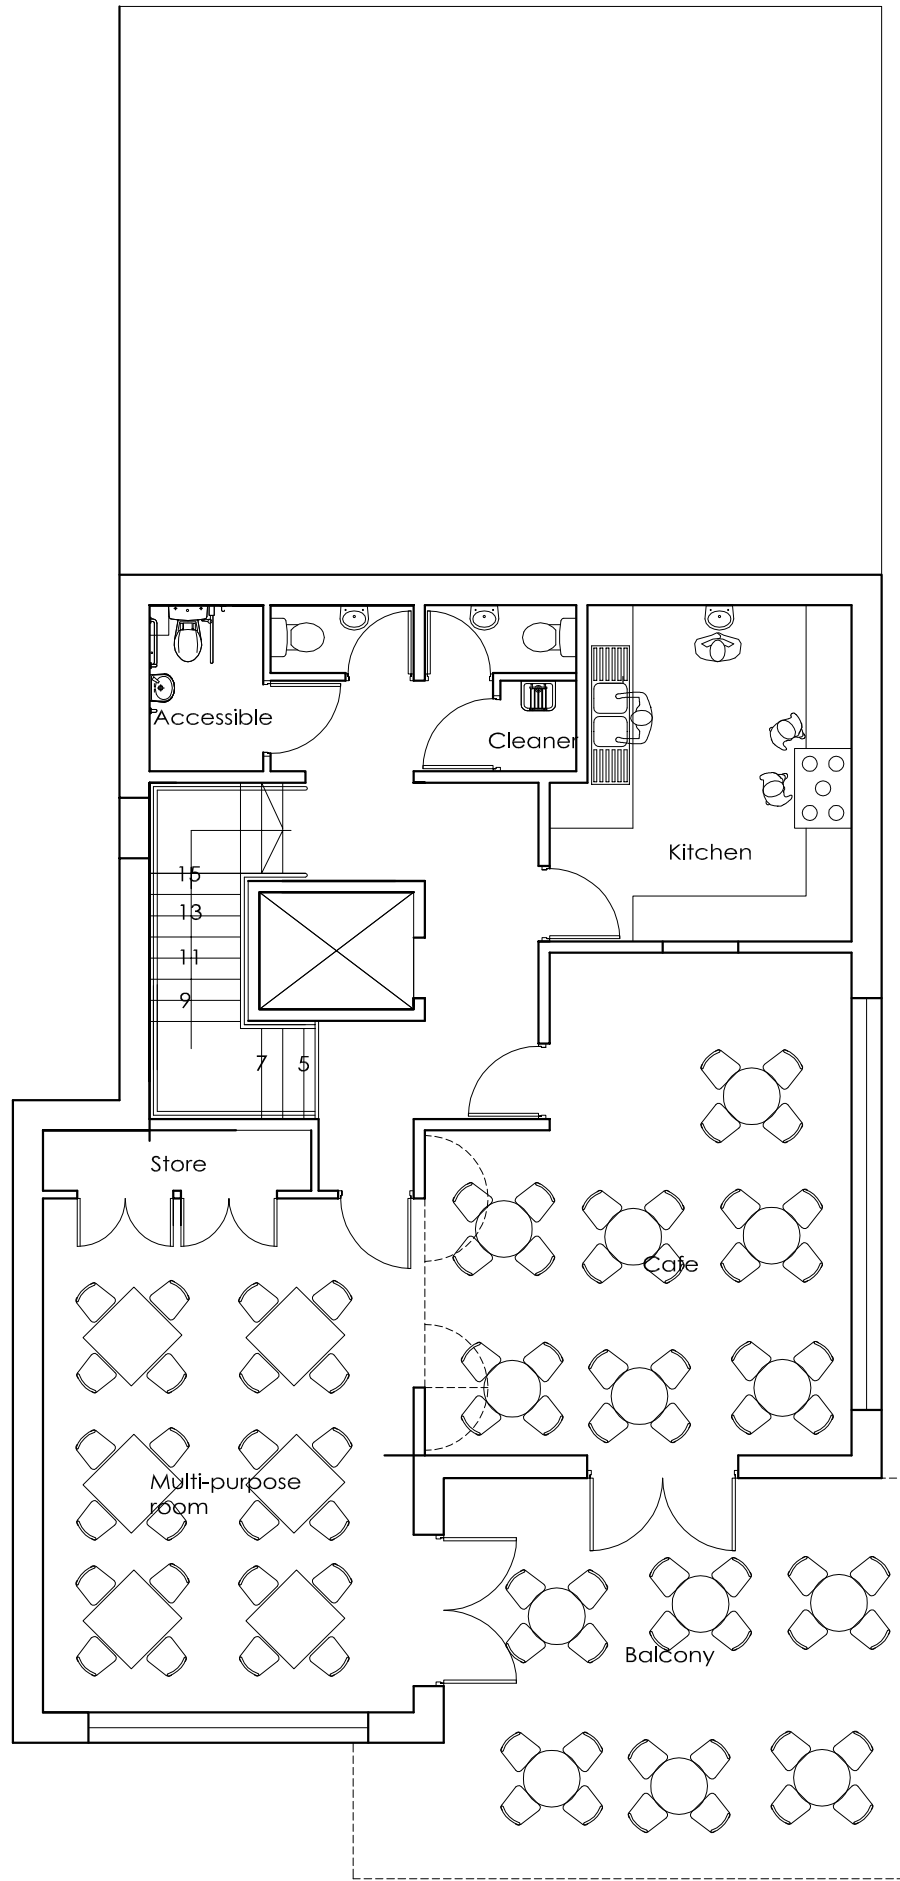 Accessible
Cleaner
Kitchen
15
13
11
9
7
5
Store
Cafe
Multi-purpose
room
Balcony